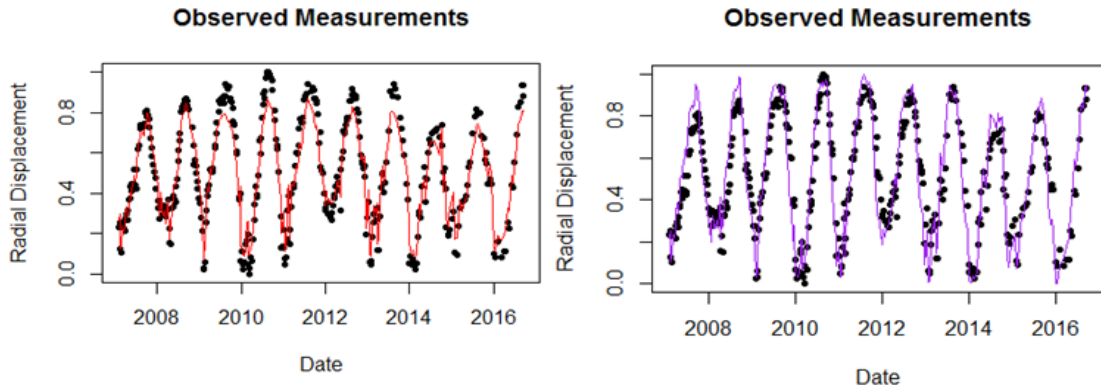 Observed Measurements
Radial Displacement
0.0 0.4 0.8
2008 2010 2012 2014 2016
Date
Observed Measurements
Radial Displacement
0.0 0.4 0.8
2008 2010 2012 2014 2016
Date